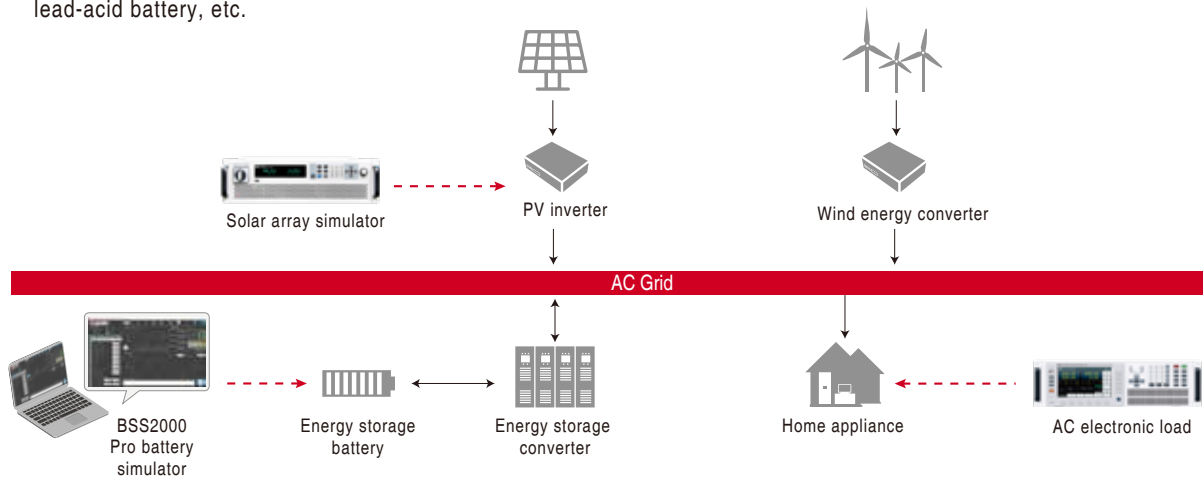 lead-acid battery, etc.
Solar array simulator
PV inverter
Wind energy converter
AC Grid
BSS2000
Pro battery
simulator
Energy storage
battery
Energy storage
converter
Home appliance
AC electronic load